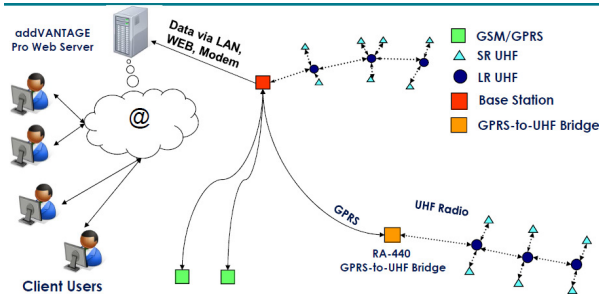 addVANTAGE
Pro Web Server
Data via LAN,
WEB, Modem
@
GSM/GPRS
SR UHF
LR UHF
Base Station
GPRS-to-UHF Bridge
GPRS
UHF Radio
RA-440
GPRS-to-UHF Bridge
Client Users